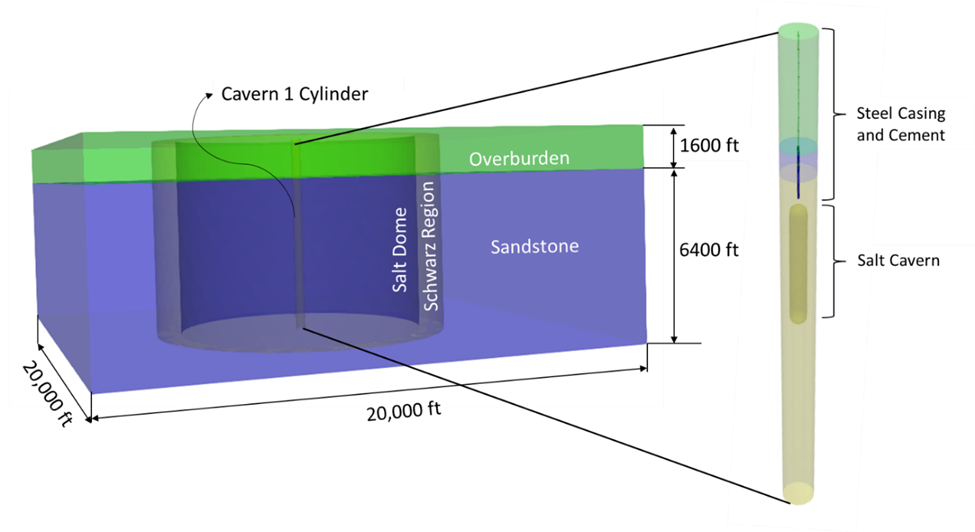 Cavern 1 Cylinder
Steel Casing
and Cement
1600 ft
Overburden
Salt Dome
Schwarz Region
Sandstone
6400 ft
Salt Cavern
20,000 ft
20,000 ft